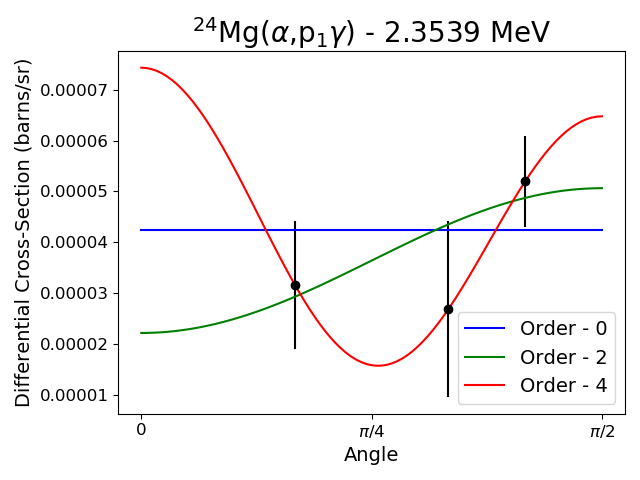 ²⁴Mg(α,p₁γ) - 2.3539 MeV
Differential Cross-Section (barns/sr)
0.00007
0.00006
0.00005
0.00004
0.00003
0.00002
0.00001
Order - 0
Order - 2
Order - 4
0 π/4 π/2
Angle